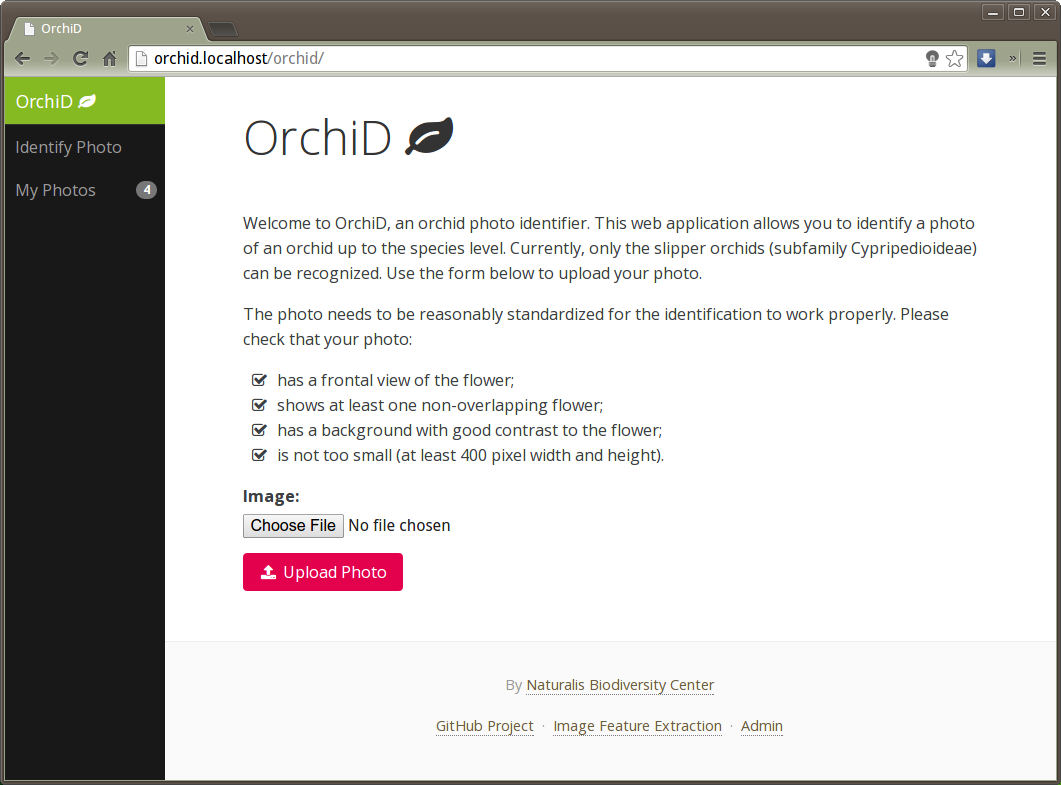 OrchiD
orchid.localhost/orchid/
»
OrchiD
Identify Photo
My Photos 4
OrchiD
Welcome to OrchiD, an orchid photo identifier. This web application allows you to identify a photo
of an orchid up to the species level. Currently, only the slipper orchids (subfamily Cypripedioideae)
can be recognized. Use the form below to upload your photo.
The photo needs to be reasonably standardized for the identification to work properly. Please
check that your photo:
has a frontal view of the flower;
shows at least one non-overlapping flower;
has a background with good contrast to the flower;
is not too small (at least 400 pixel width and height).
Image:
Choose File No file chosen
Upload Photo
By Naturalis Biodiversity Center
GitHub Project · Image Feature Extraction · Admin